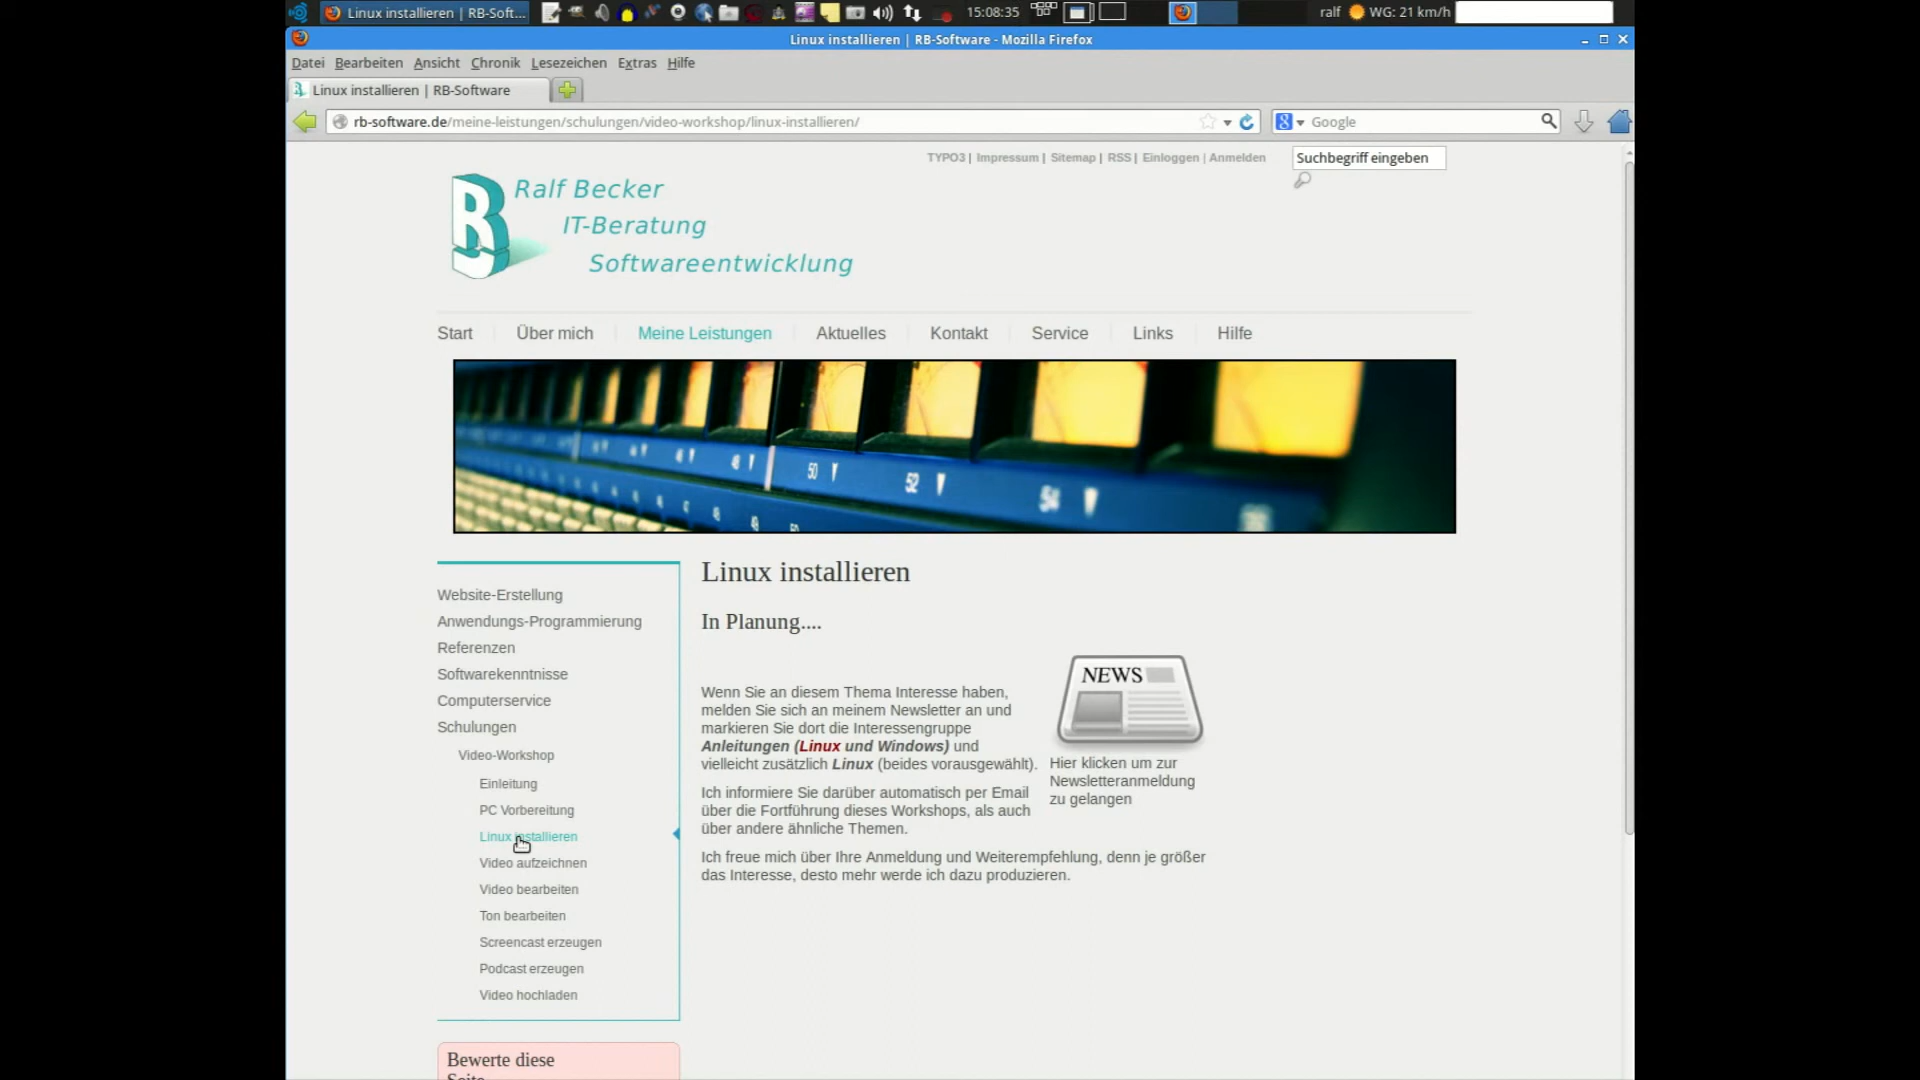 Linux installieren | RB-Soft...
15:08:35
ralf
WG: 21 km/h
Linux installieren | RB-Software - Mozilla Firefox
Datei Bearbeiten Ansicht Chronik Lesezeichen Extras Hilfe
Linux installieren | RB-Software
rb-software.de/meine-leistungen/schulungen/video-workshop/linux-installieren/
Google
TYPO3 | Impressum | Sitemap | RSS | Einloggen | Anmelden
Suchbegriff eingeben
Ralf Becker
IT-Beratung
Softwareentwicklung
Start Über mich Meine Leistungen Aktuelles Kontakt Service Links Hilfe
50 52 54
Website-Erstellung
Anwendungs-Programmierung
Referenzen
Softwarekenntnisse
Computerservice
Schulungen
Video-Workshop
Einleitung
PC Vorbereitung
Linux installieren
Video aufzeichnen
Video bearbeiten
Ton bearbeiten
Screencast erzeugen
Podcast erzeugen
Video hochladen
Bewerte diese
Seite
Linux installieren
In Planung....
Wenn Sie an diesem Thema Interesse haben,
melden Sie sich an meinem Newsletter an und
markieren Sie dort die Interessengruppe
Anleitungen (Linux und Windows) und
vielleicht zusätzlich Linux (beides vorausgewählt).
Ich informiere Sie darüber automatisch per Email
über die Fortführung dieses Workshops, als auch
über andere ähnliche Themen.
Ich freue mich über Ihre Anmeldung und Weiterempfehlung, denn je größer
das Interesse, desto mehr werde ich dazu produzieren.
NEWS
Hier klicken um zur
Newsletteranmeldung
zu gelangen